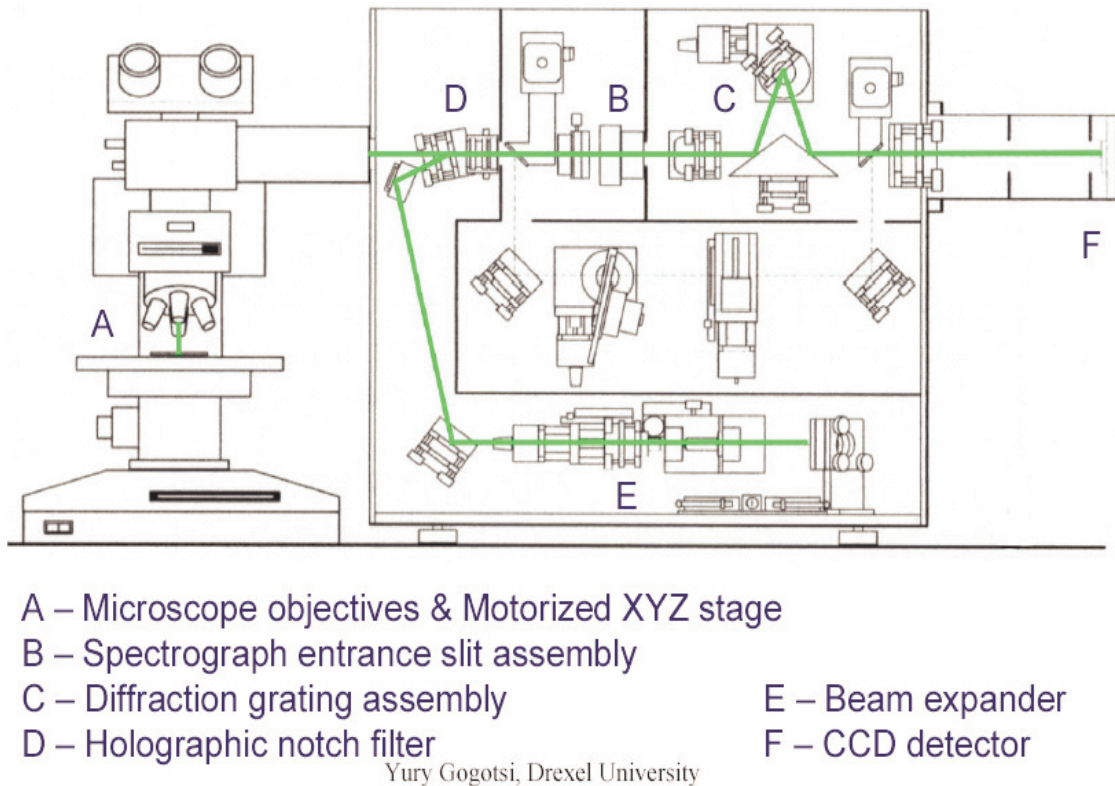 D
B
C
A
F
E
A – Microscope objectives & Motorized XYZ stage
B – Spectrograph entrance slit assembly
C – Diffraction grating assembly
E – Beam expander
D – Holographic notch filter
F – CCD detector
Yury Gogotsi, Drexel University